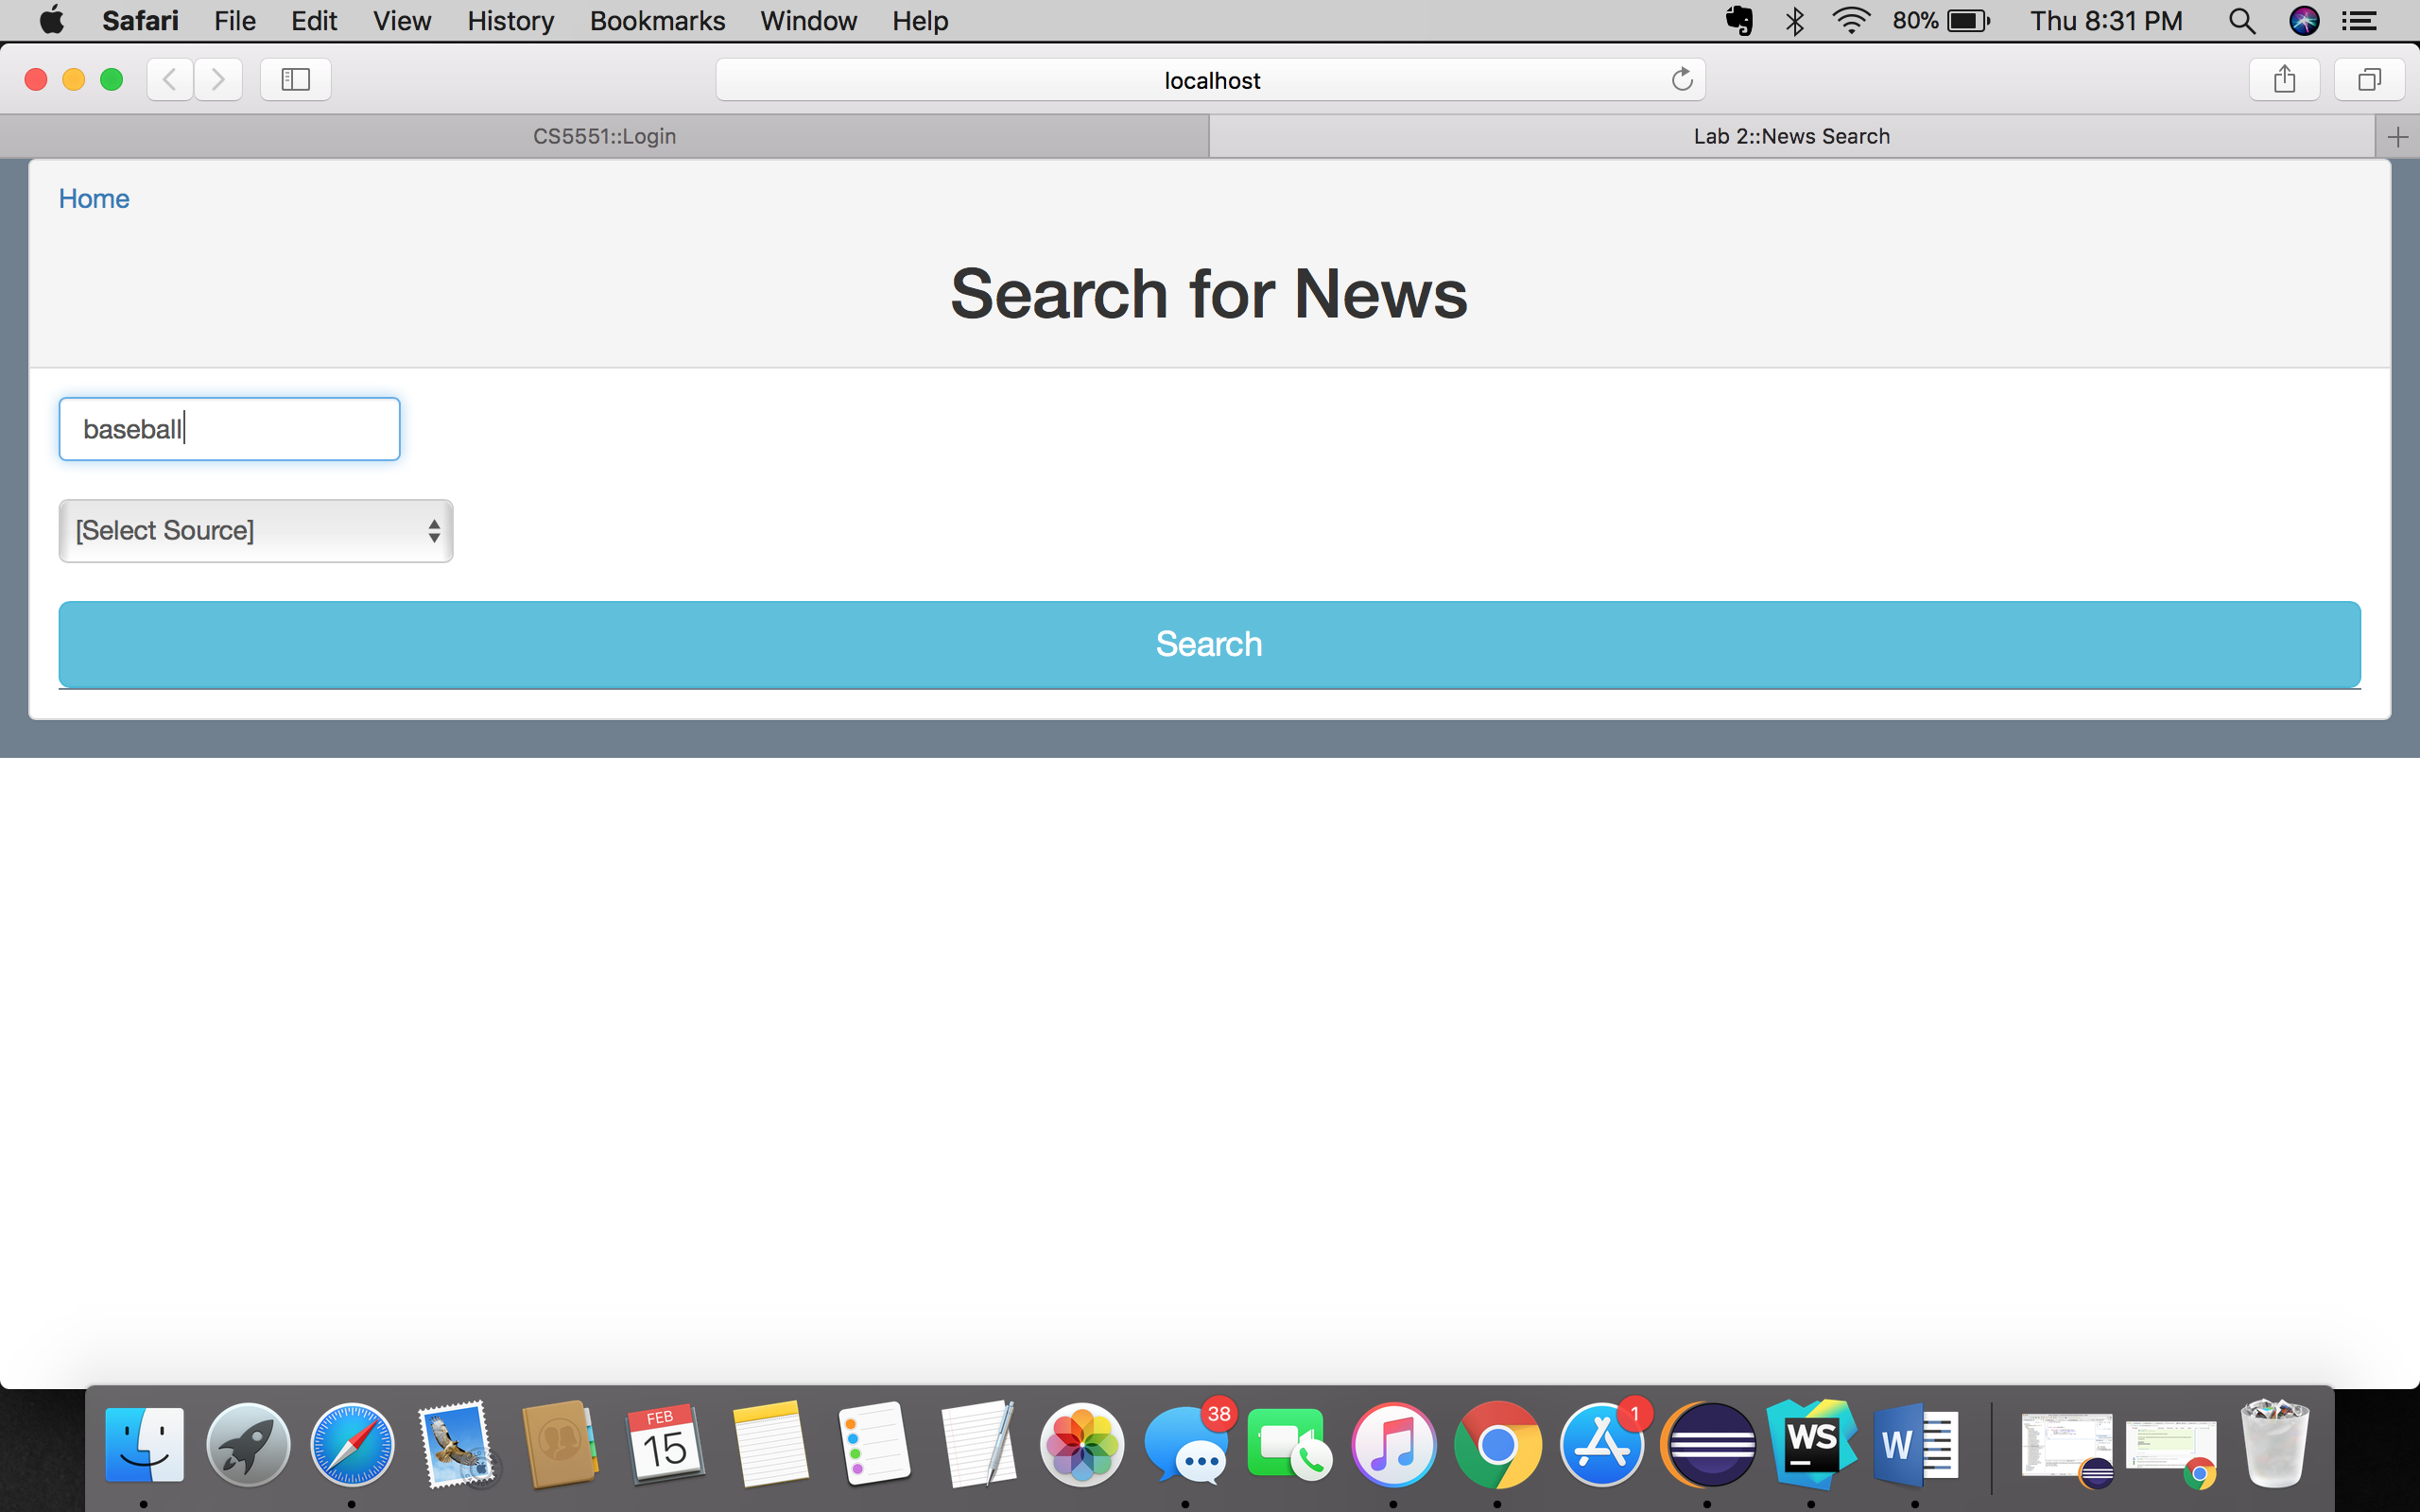 Safari File Edit View History Bookmarks Window Help 80% Thu 8:31 PM
localhost
CS5551::Login Lab 2::News Search
Home
Search for News
baseball
[Select Source]
Search
FEB
15
38
1
WS
W